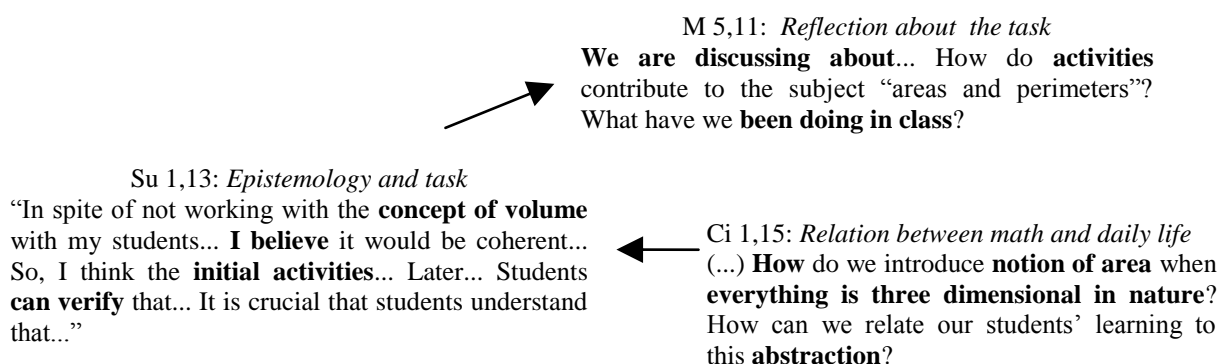 M 5,11: Reflection about the task
We are discussing about... How do activities
contribute to the subject “areas and perimeters”?
What have we been doing in class?
Su 1,13: Epistemology and task
“In spite of not working with the concept of volume
with my students... I believe it would be coherent...
So, I think the initial activities... Later... Students
can verify that... It is crucial that students understand
that...”
Ci 1,15: Relation between math and daily life
(...) How do we introduce notion of area when
everything is three dimensional in nature?
How can we relate our students’ learning to
this abstraction?